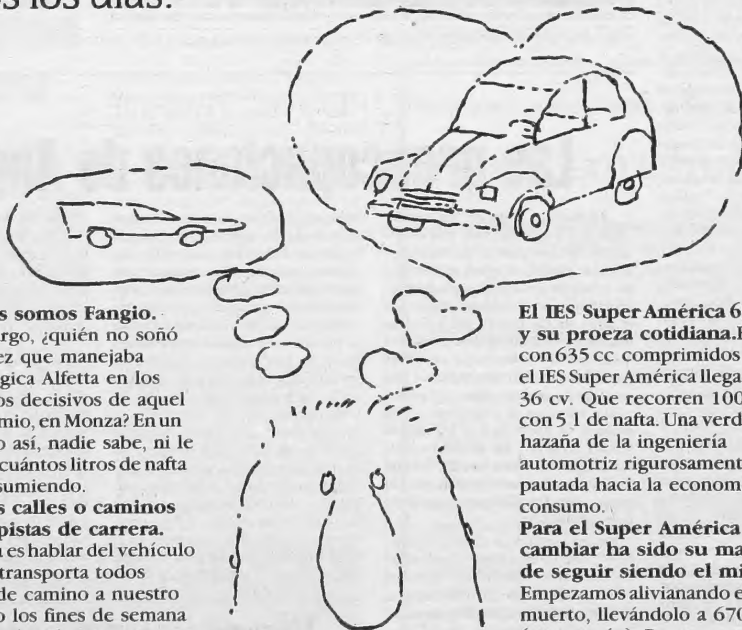 os los días.
s somos Fangio.
rgo, ¿quién no soñó
ez que manejaba
gica Alfetta en los
os decisivos de aquel
mio, en Monza? En un
o así, nadie sabe, ni le
cuántos litros de nafta
sumiendo.
s calles o caminos
pistas de carrera.
a es hablar del vehículo
transporta todos
de camino a nuestro
o los fines de semana
El IES Super América 6
y su proeza cotidiana.
con 635 cc comprimidos
el IES Super América llega
36 cv. Que recorren 100
con 5 l de nafta. Una verd
hazaña de la ingeniería
automotriz rigurosament
pautada hacia la econom
consumo.
Para el Super América
cambiar ha sido su ma
de seguir siendo el mi
Empezamos alivianando e
muerto, llevándolo a 670